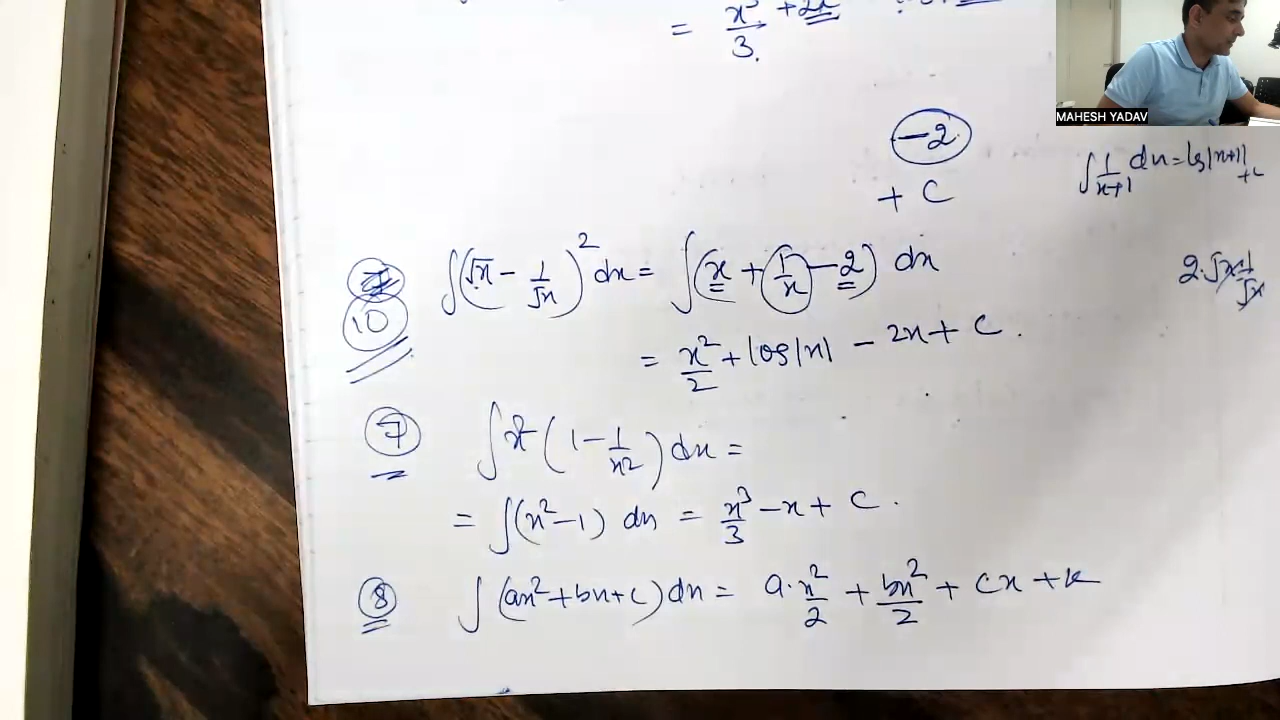 = x³/3 + 2x
-2
+ C
∫ 1/(x+1) dx = log|x+1| + c
MAHESH YADAV
10 ∫(√x - 1/√x)² dx = ∫(x + 1/x - 2) dx
2·√x·1/√x
= x²/2 + log|x| - 2x + C.
7 ∫x²(1 - 1/x²) dx =
= ∫(x² - 1) dx = x³/3 - x + C.
8 ∫(ax² + bx + c) dx = a·x²/2 + bx²/2 + cx + k